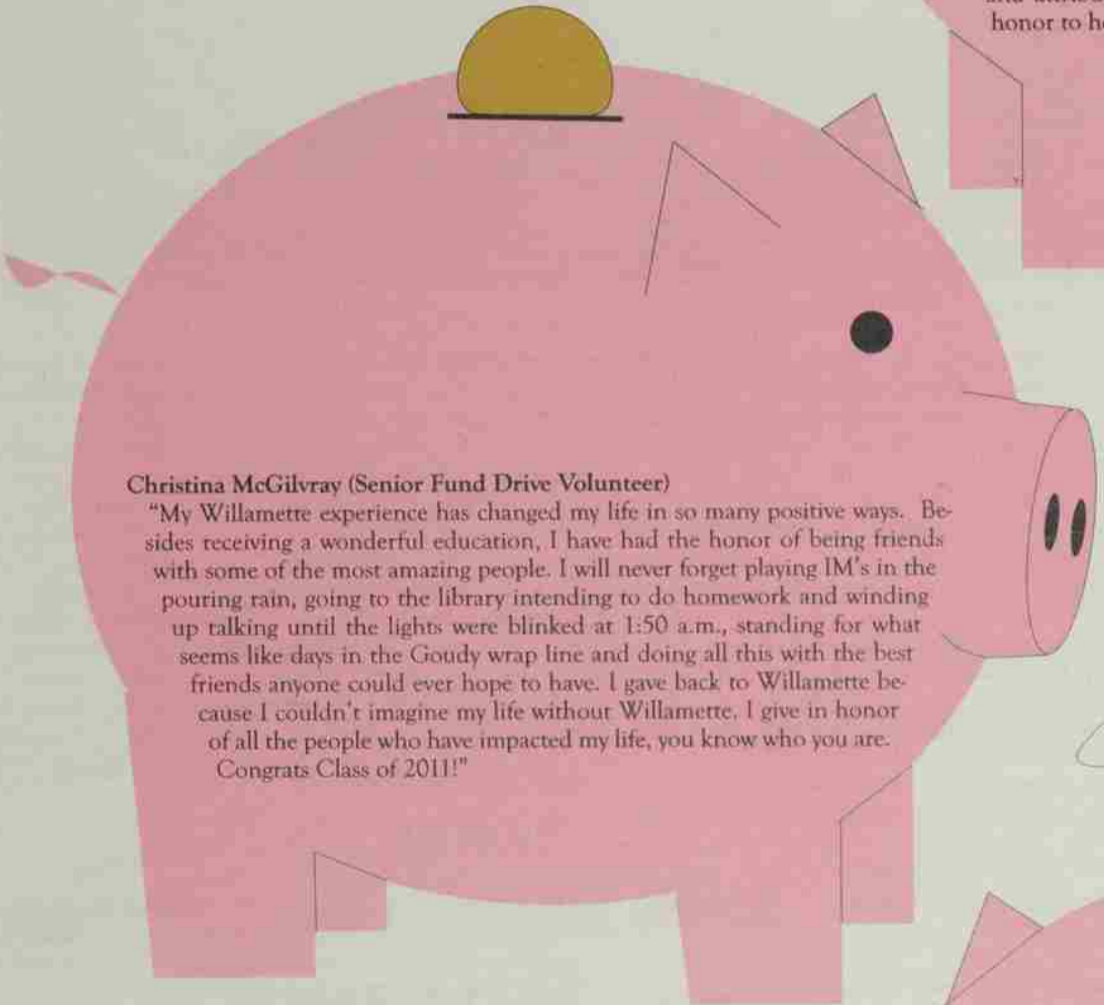 honor to
Christina McGilvray (Senior Fund Drive Volunteer)
"My Willamette experience has changed my life in so many positive ways. Be-
sides receiving a wonderful education, I have had the honor of being friends
with some of the most amazing people. I will never forget playing IM's in the
pouring rain, going to the library intending to do homework and winding
up talking until the lights were blinked at 1:50 a.m., standing for what
seems like days in the Goudy wrap line and doing all this with the best
friends anyone could ever hope to have. I gave back to Willamette be-
cause I couldn't imagine my life without Willamette. I give in honor
of all the people who have impacted my life, you know who you are.
Congrats Class of 2011!"